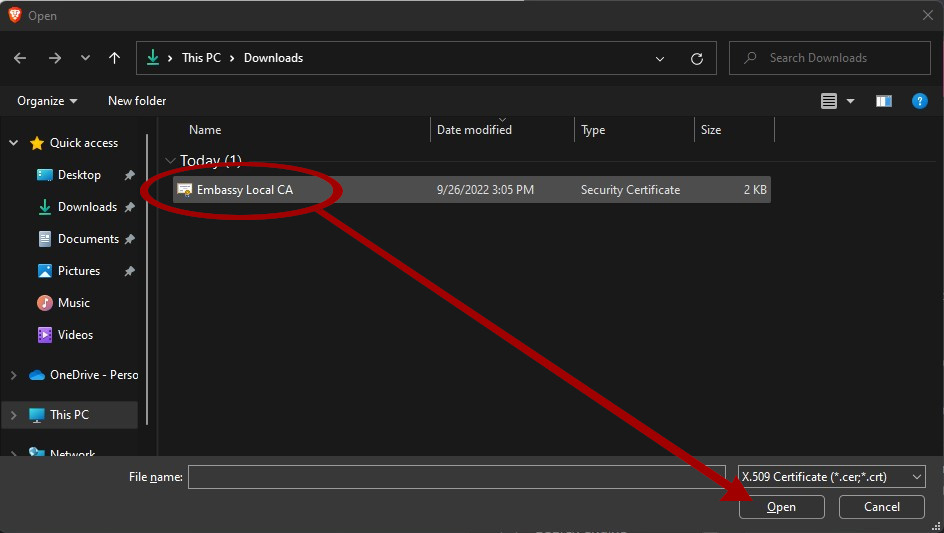 Open
This PC > Downloads
Search Downloads
Organize
New folder
?
Name
Date modified
Type
Size
Quick access
Desktop
Downloads
Documents
Pictures
Music
Videos
OneDrive - Perso
This PC
Network
Today (1)
Embassy Local CA
9/26/2022 3:05 PM
Security Certificate
2 KB
File name:
X.509 Certificate (*.cer;*.crt)
Open
Cancel